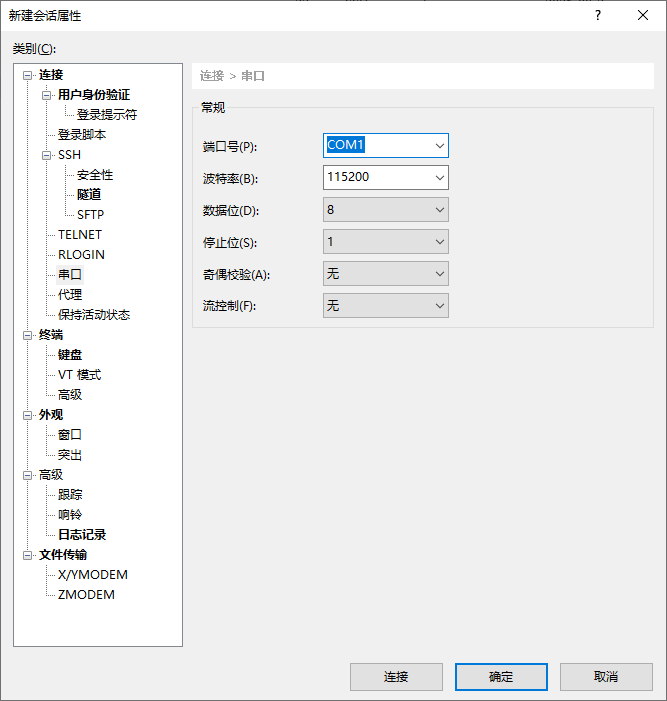 新建会话属性
?
类别(C):
连接
用户身份验证
登录提示符
登录脚本
SSH
安全性
隧道
SFTP
TELNET
RLOGIN
串口
代理
保持活动状态
终端
键盘
VT 模式
高级
外观
窗口
突出
高级
跟踪
响铃
日志记录
文件传输
X/YMODEM
ZMODEM
连接 > 串口
常规
端口号(P): COM1
波特率(B): 115200
数据位(D): 8
停止位(S): 1
奇偶校验(A): 无
流控制(F): 无
连接 确定 取消